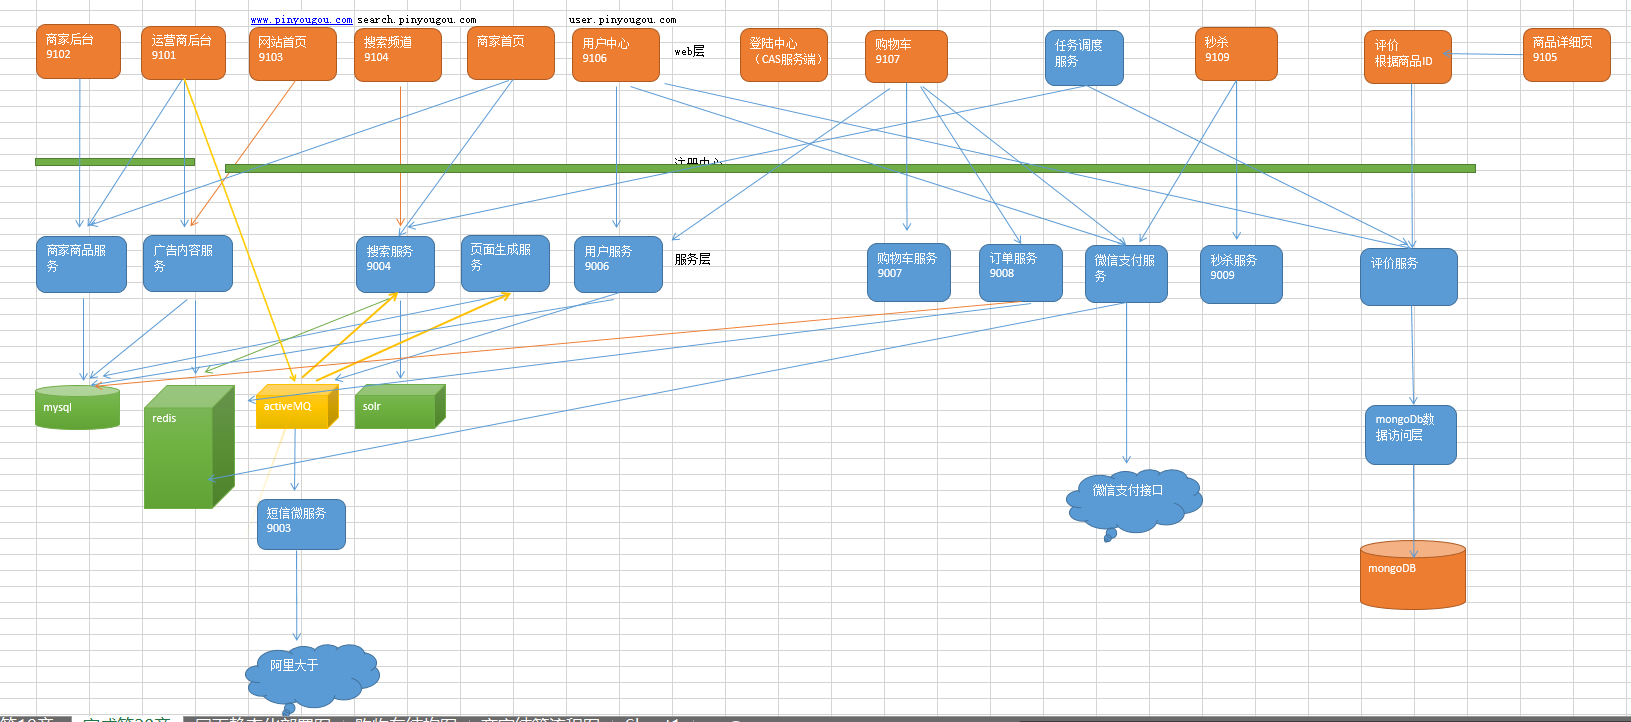 www.pinyougou.com search.pinyougou.com user.pinyougou.com
商家后台
9102
运营商后台
9101
网站首页
9103
搜索频道
9104
商家首页
用户中心
9106
web层
登陆中心
（CAS服务端）
购物车
9107
任务调度
服务
秒杀
9109
评价
根据商品ID
商品详细页
9105
注册中心
商家商品服
务
广告内容服
务
搜索服务
9004
页面生成服
务
用户服务
9006
服务层
购物车服务
9007
订单服务
9008
微信支付服
务
秒杀服务
9009
评价服务
mysql
redis
activeMQ
solr
mongoDb数
据访问层
短信微服务
9003
微信支付接口
mongoDB
阿里大于